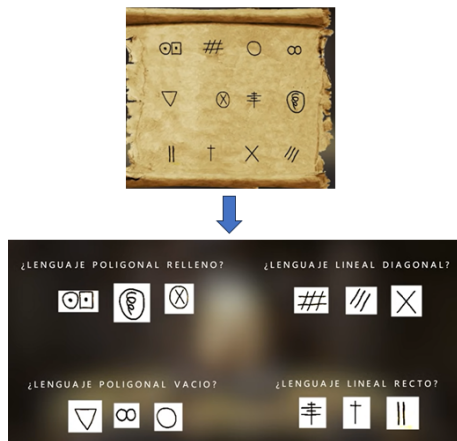 ¿LENGUAJE POLIGONAL RELLENO?
¿LENGUAJE LINEAL DIAGONAL?
¿LENGUAJE POLIGONAL VACIO?
¿LENGUAJE LINEAL RECTO?